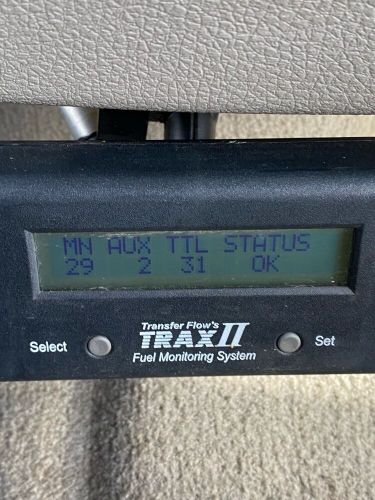 MN AUX TTL STATUS
29 2 31 OK
Transfer Flow's
TRAX II
Fuel Monitoring System
Select
Set